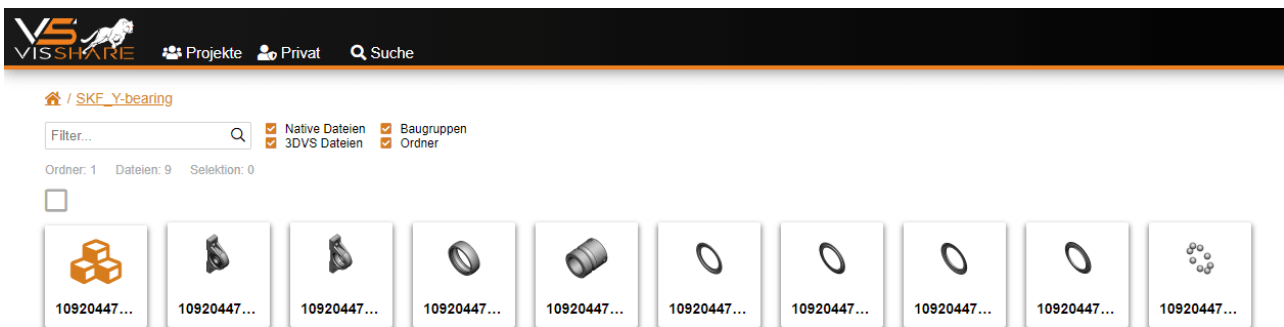 VS
VISSHARE
Projekte Privat Suche
/ SKF_Y-bearing
Filter...
Native Dateien Baugruppen
3DVS Dateien Ordner
Ordner: 1 Dateien: 9 Selektion: 0
10920447... 10920447... 10920447... 10920447... 10920447... 10920447... 10920447... 10920447... 10920447... 10920447...